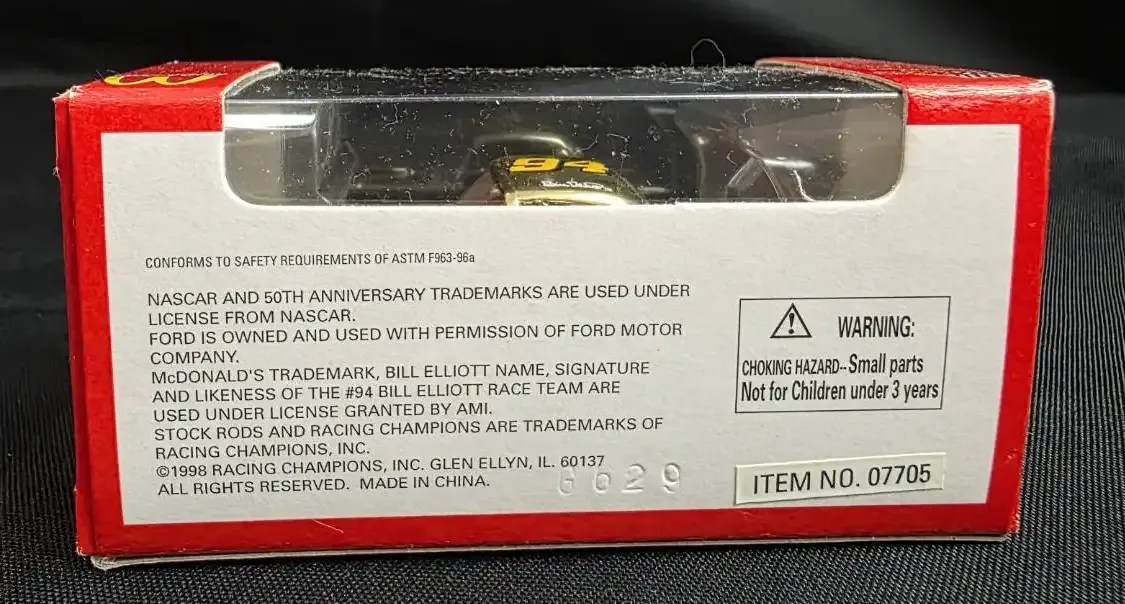 94
CONFORMS TO SAFETY REQUIREMENTS OF ASTM F963-96a
NASCAR AND 50TH ANNIVERSARY TRADEMARKS ARE USED UNDER
LICENSE FROM NASCAR.
FORD IS OWNED AND USED WITH PERMISSION OF FORD MOTOR
COMPANY.
McDONALD'S TRADEMARK, BILL ELLIOTT NAME, SIGNATURE
AND LIKENESS OF THE #94 BILL ELLIOTT RACE TEAM ARE
USED UNDER LICENSE GRANTED BY AMI.
STOCK RODS AND RACING CHAMPIONS ARE TRADEMARKS OF
RACING CHAMPIONS, INC.
©1998 RACING CHAMPIONS, INC. GLEN ELLYN, IL. 60137
ALL RIGHTS RESERVED. MADE IN CHINA.
WARNING:
CHOKING HAZARD--Small parts
Not for Children under 3 years
ITEM NO. 07705